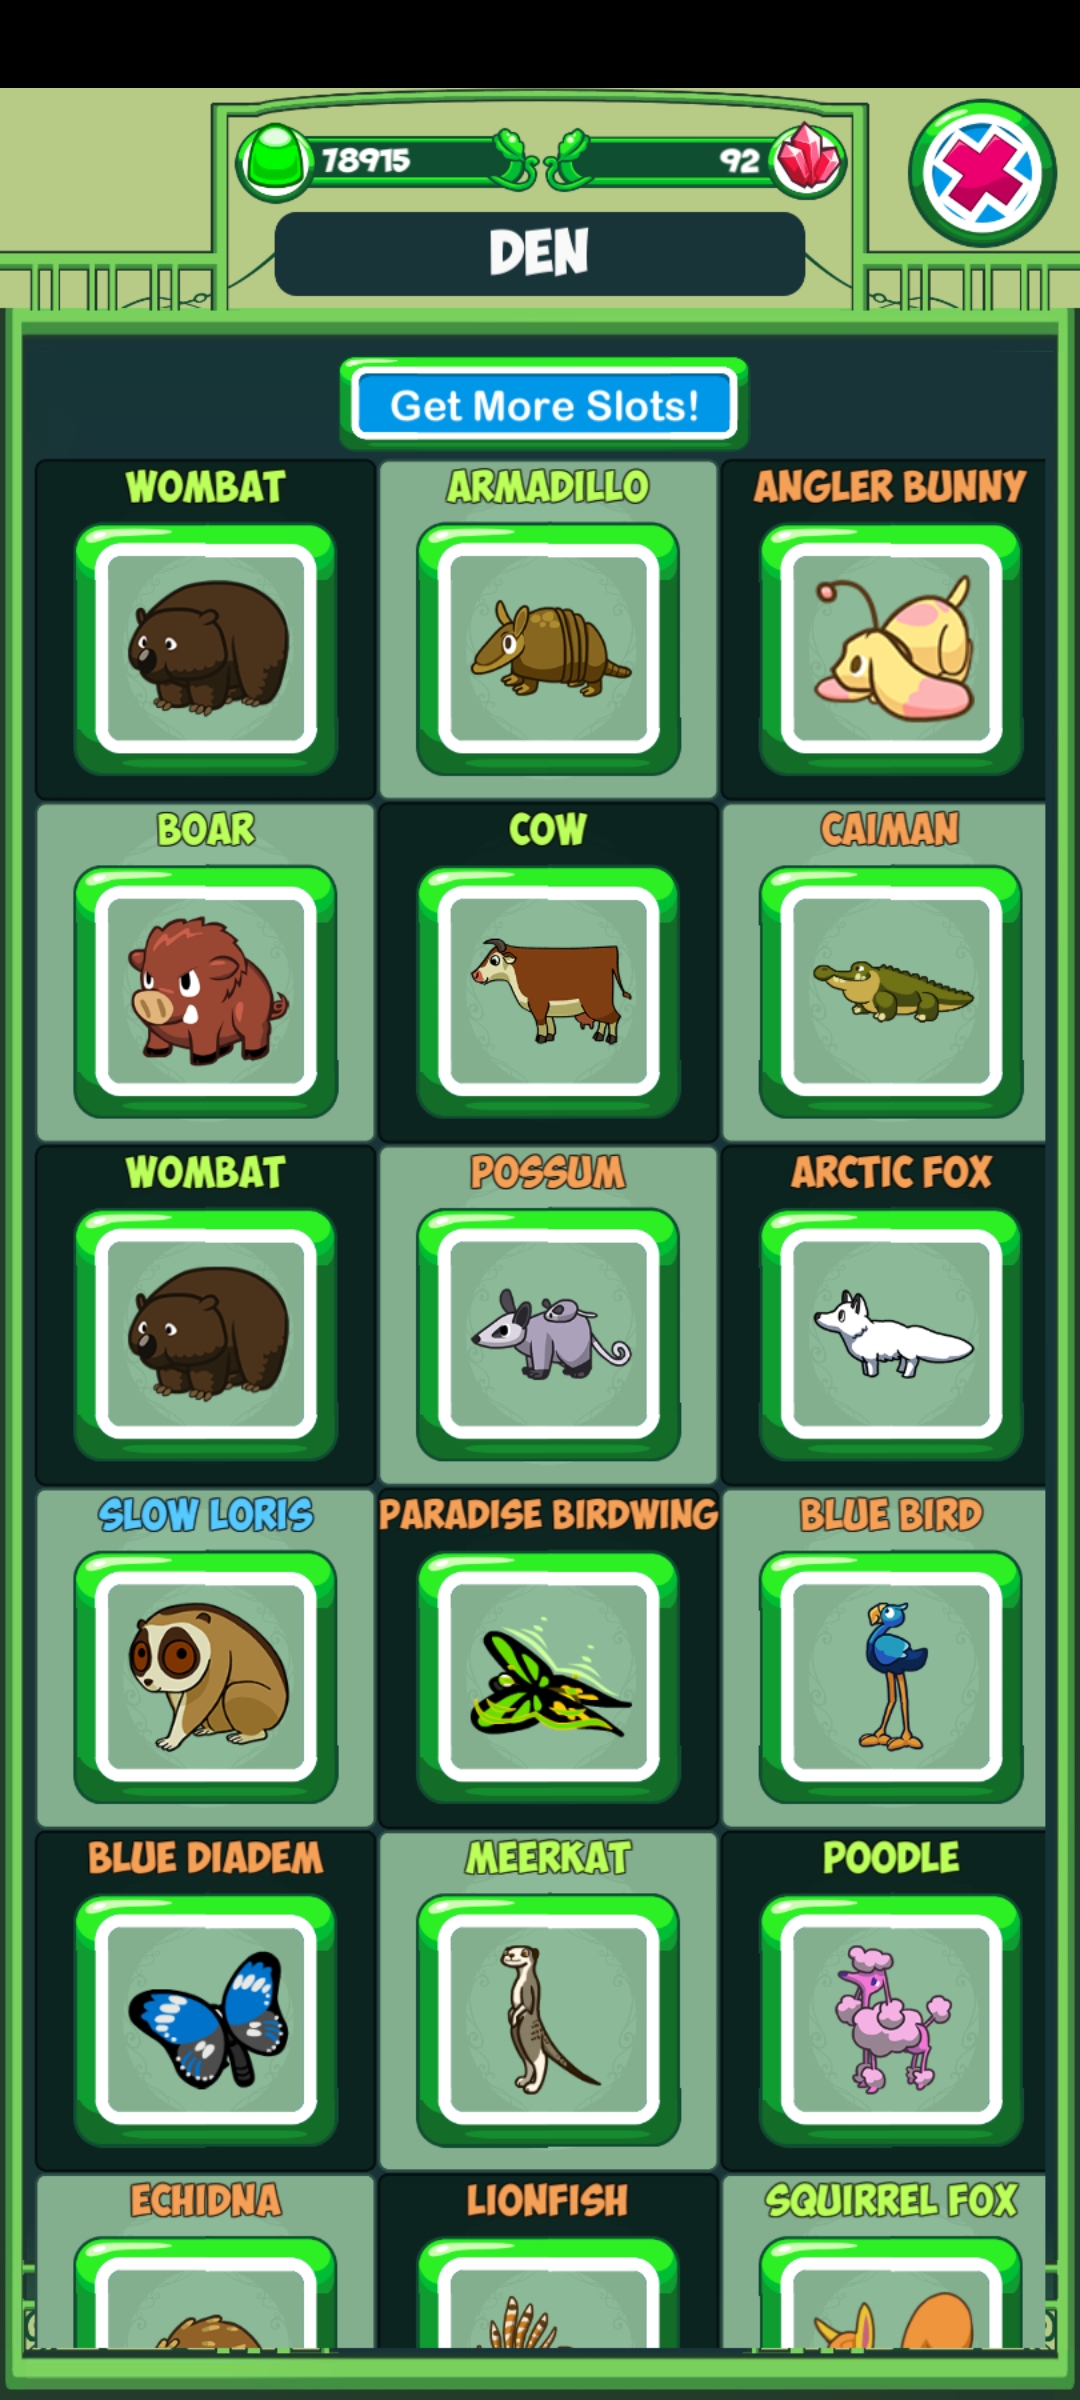 78915
92
DEN
Get More Slots!
WOMBAT
ARMADILLO
ANGLER BUNNY
BOAR
COW
CAIMAN
WOMBAT
POSSUM
ARCTIC FOX
SLOW LORIS
PARADISE BIRDWING
BLUE BIRD
BLUE DIADEM
MEERKAT
POODLE
ECHIDNA
LIONFISH
SQUIRREL FOX